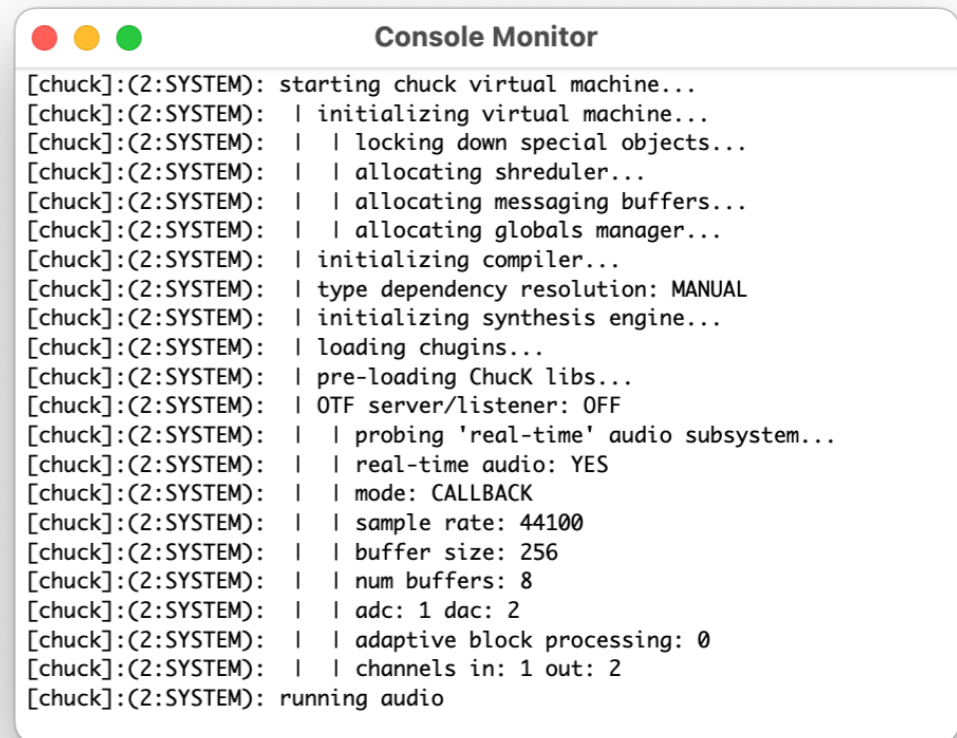 Console Monitor
[chuck]:(2:SYSTEM): starting chuck virtual machine...
[chuck]:(2:SYSTEM):  | initializing virtual machine...
[chuck]:(2:SYSTEM):  |  | locking down special objects...
[chuck]:(2:SYSTEM):  |  | allocating shreduler...
[chuck]:(2:SYSTEM):  |  | allocating messaging buffers...
[chuck]:(2:SYSTEM):  |  | allocating globals manager...
[chuck]:(2:SYSTEM):  | initializing compiler...
[chuck]:(2:SYSTEM):  | type dependency resolution: MANUAL
[chuck]:(2:SYSTEM):  | initializing synthesis engine...
[chuck]:(2:SYSTEM):  | loading chugins...
[chuck]:(2:SYSTEM):  | pre-loading ChucK libs...
[chuck]:(2:SYSTEM):  | OTF server/listener: OFF
[chuck]:(2:SYSTEM):  |  | probing 'real-time' audio subsystem...
[chuck]:(2:SYSTEM):  |  | real-time audio: YES
[chuck]:(2:SYSTEM):  |  | mode: CALLBACK
[chuck]:(2:SYSTEM):  |  | sample rate: 44100
[chuck]:(2:SYSTEM):  |  | buffer size: 256
[chuck]:(2:SYSTEM):  |  | num buffers: 8
[chuck]:(2:SYSTEM):  |  | adc: 1 dac: 2
[chuck]:(2:SYSTEM):  |  | adaptive block processing: 0
[chuck]:(2:SYSTEM):  |  | channels in: 1 out: 2
[chuck]:(2:SYSTEM): running audio